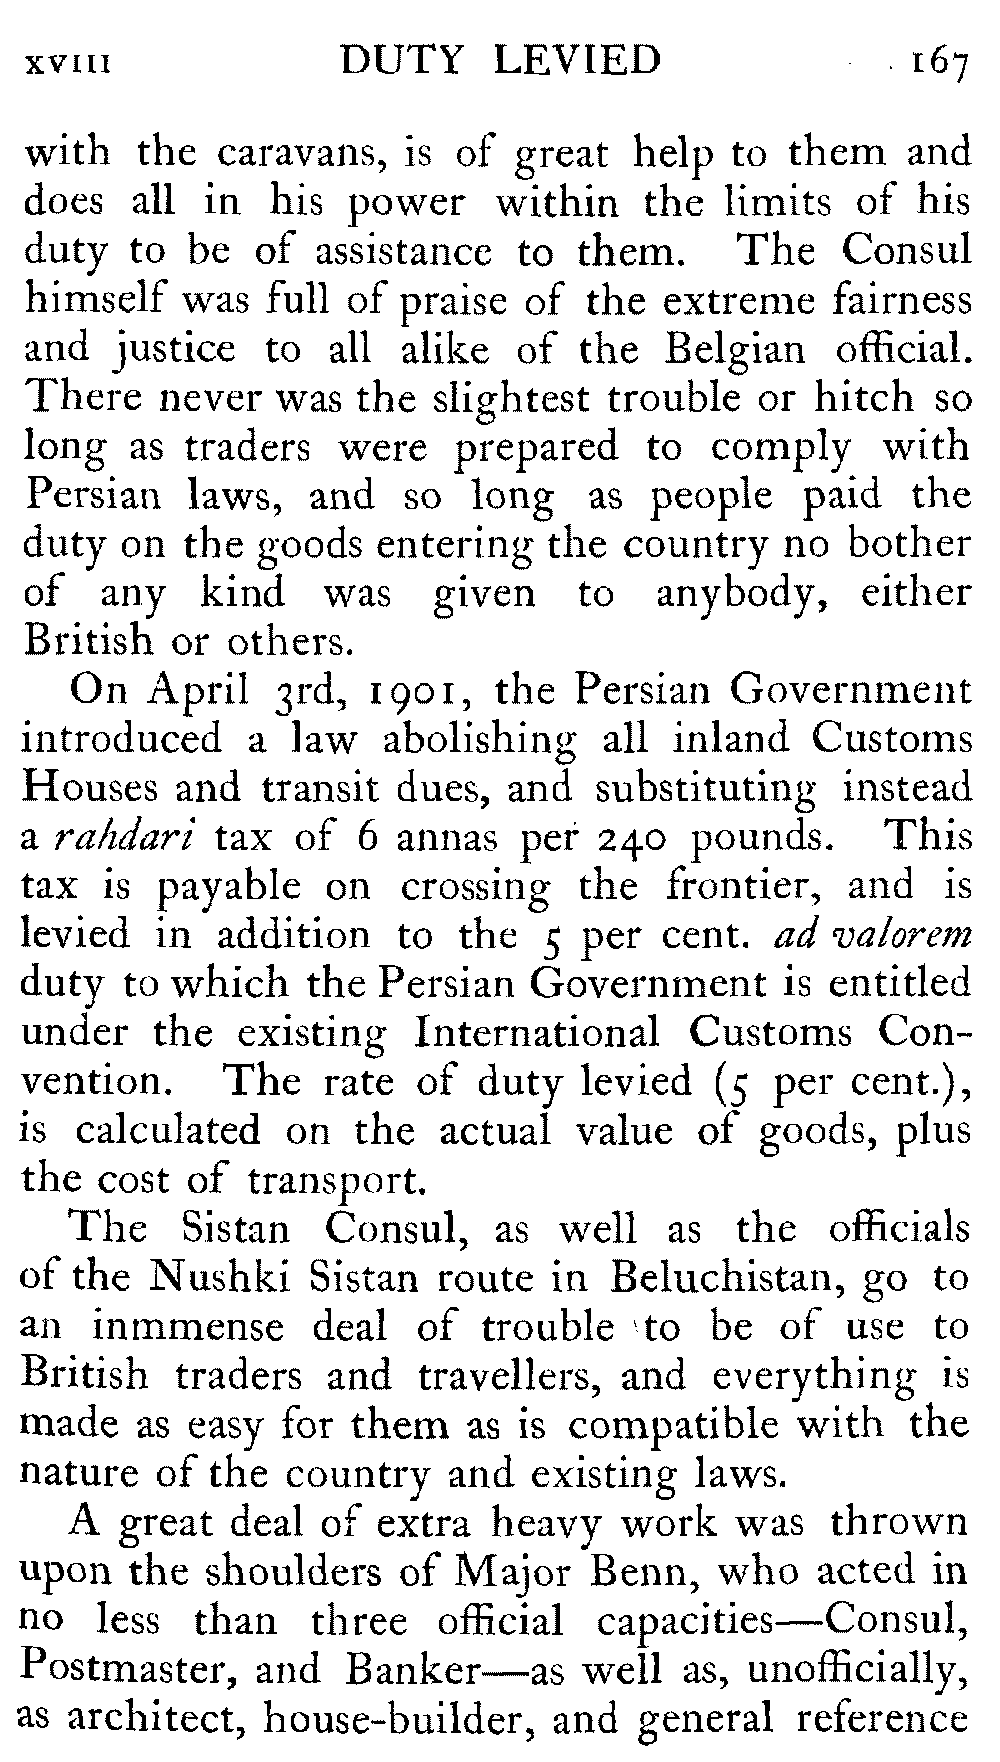 XVIII DUTY LEVIED 167
with the caravans, is of great help to them and
does all in his power within the limits of his
duty to be of assistance to them. The Consul
himself was full of praise of the extreme fairness
and justice to all alike of the Belgian official.
There never was the slightest trouble or hitch so
long as traders were prepared to comply with
Persian laws, and so long as people paid the
duty on the goods entering the country no bother
of any kind was given to anybody, either
British or others.
On April 3rd, 1901, the Persian Government
introduced a law abolishing all inland Customs
Houses and transit dues, and substituting instead
a rahdari tax of 6 annas per 240 pounds. This
tax is payable on crossing the frontier, and is
levied in addition to the 5 per cent. ad valorem
duty to which the Persian Government is entitled
under the existing International Customs Con-
vention. The rate of duty levied (5 per cent.),
is calculated on the actual value of goods, plus
the cost of transport.
The Sistan Consul, as well as the officials
of the Nushki Sistan route in Beluchistan, go to
an inmmense deal of trouble to be of use to
British traders and travellers, and everything is
made as easy for them as is compatible with the
nature of the country and existing laws.
A great deal of extra heavy work was thrown
upon the shoulders of Major Benn, who acted in
no less than three official capacities—Consul,
Postmaster, and Banker—as well as, unofficially,
as architect, house-builder, and general reference